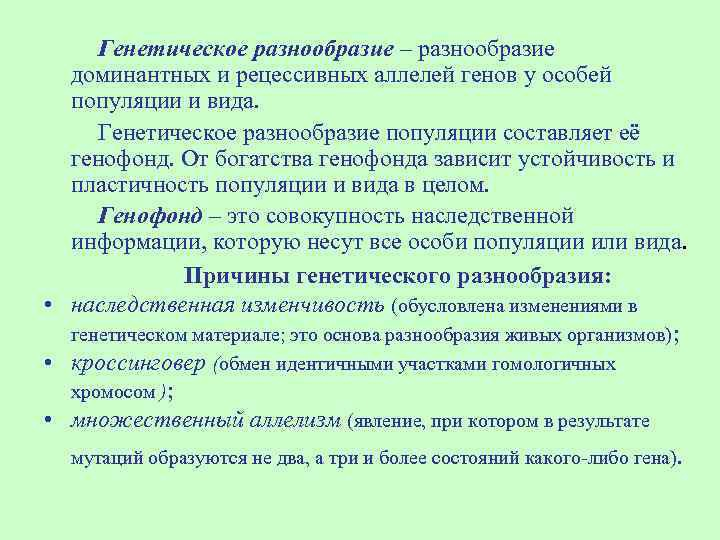 Генетическое разнообразие – разнообразие
доминантных и рецессивных аллелей генов у особей
популяции и вида.
Генетическое разнообразие популяции составляет её
генофонд. От богатства генофонда зависит устойчивость и
пластичность популяции и вида в целом.
Генофонд – это совокупность наследственной
информации, которую несут все особи популяции или вида.
Причины генетического разнообразия:
• наследственная изменчивость (обусловлена изменениями в
генетическом материале; это основа разнообразия живых организмов);
• кроссинговер (обмен идентичными участками гомологичных
хромосом );
• множественный аллелизм (явление, при котором в результате
мутаций образуются не два, а три и более состояний какого-либо гена).